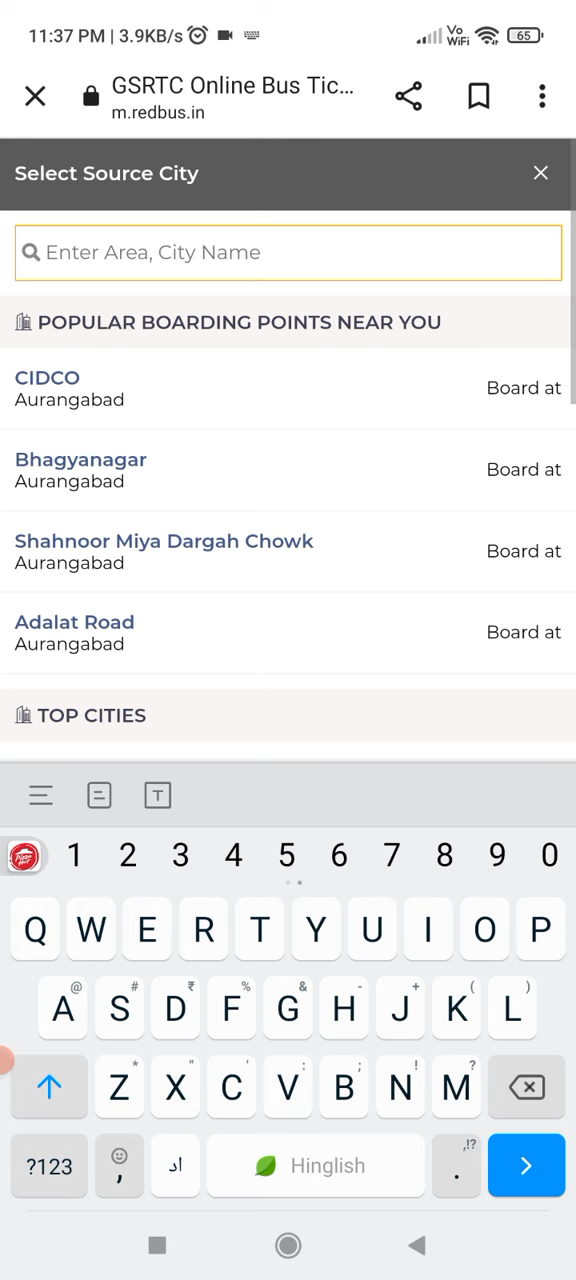 11:37 PM | 3.9KB/s Vo WiFi 65
GSRTC Online Bus Tic...
m.redbus.in
Select Source City
Enter Area, City Name
POPULAR BOARDING POINTS NEAR YOU
CIDCO
Aurangabad Board at
Bhagyanagar
Aurangabad Board at
Shahnoor Miya Dargah Chowk
Aurangabad Board at
Adalat Road
Aurangabad Board at
TOP CITIES
T
Pizza Hut 1 2 3 4 5 6 7 8 9 0
Q W E R T Y U I O P
@ # ₹ % & - + ( )
A S D F G H J K L
* " ' : ; ! ?
Z X C V B N M
?123 , اد Hinglish . ,!?